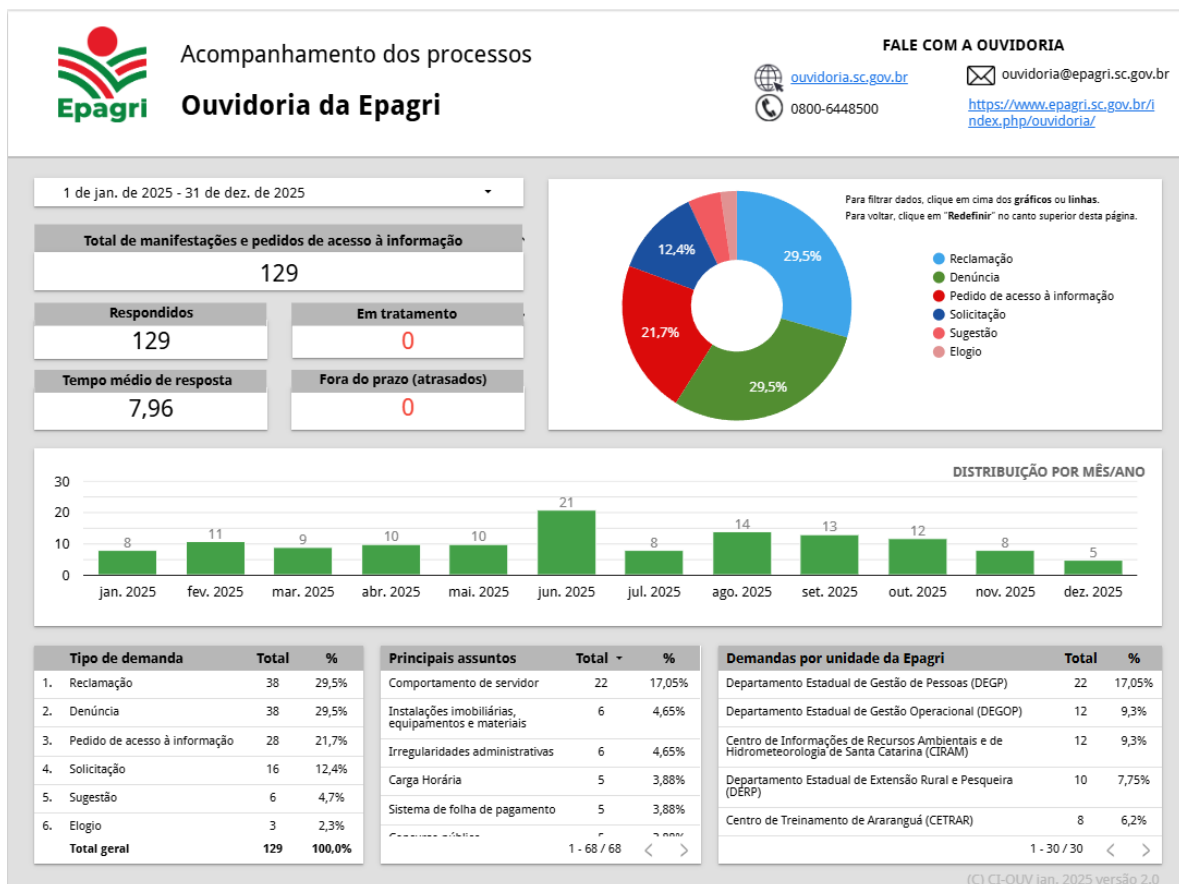 Epagri
Acompanhamento dos processos
Ouvidoria da Epagri
FALE COM A OUVIDORIA
ouvidoria.sc.gov.br
ouvidoria@epagri.sc.gov.br
0800-6448500
https://www.epagri.sc.gov.br/i
ndex.php/ouvidoria/
1 de jan. de 2025 - 31 de dez. de 2025
Total de manifestações e pedidos de acesso à informação
129
Respondidos
129
Em tratamento
0
Tempo médio de resposta
7,96
Fora do prazo (atrasados)
0
Para filtrar dados, clique em cima dos gráficos ou linhas.
Para voltar, clique em "Redefinir" no canto superior desta página.
29,5%
29,5%
21,7%
12,4%
Reclamação
Denúncia
Pedido de acesso à informação
Solicitação
Sugestão
Elogio
DISTRIBUIÇÃO POR MÊS/ANO
30
20
10
0
8
11
9
10
10
21
8
14
13
12
8
5
jan. 2025
fev. 2025
mar. 2025
abr. 2025
mai. 2025
jun. 2025
jul. 2025
ago. 2025
set. 2025
out. 2025
nov. 2025
dez. 2025
Tipo de demanda Total %
1. Reclamação 38 29,5%
2. Denúncia 38 29,5%
3. Pedido de acesso à informação 28 21,7%
4. Solicitação 16 12,4%
5. Sugestão 6 4,7%
6. Elogio 3 2,3%
Total geral 129 100,0%
Principais assuntos Total %
Comportamento de servidor 22 17,05%
Instalações imobiliárias,
equipamentos e materiais 6 4,65%
Irregularidades administrativas 6 4,65%
Carga Horária 5 3,88%
Sistema de folha de pagamento 5 3,88%
1 - 68 / 68
Demandas por unidade da Epagri Total %
Departamento Estadual de Gestão de Pessoas (DEGP) 22 17,05%
Departamento Estadual de Gestão Operacional (DEGOP) 12 9,3%
Centro de Informações de Recursos Ambientais e de
Hidrometeorologia de Santa Catarina (CIRAM) 12 9,3%
Departamento Estadual de Extensão Rural e Pesqueira
(DERP) 10 7,75%
Centro de Treinamento de Araranguá (CETRAR) 8 6,2%
1 - 30 / 30
(C) CI-OUV jan. 2025 versão 2.0